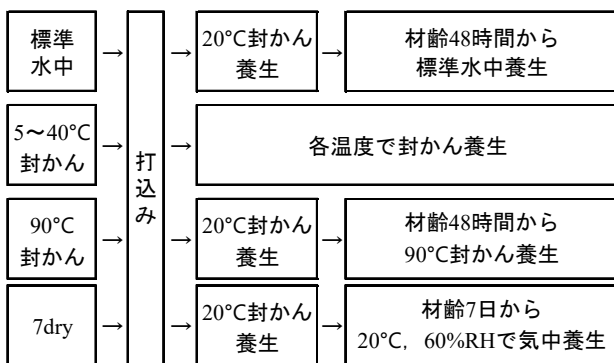 標準
水中
→
打込み
→
20°C封かん
養生
→
材齢48時間から
標準水中養生
5～40°C
封かん
→
→
各温度で封かん養生
90°C
封かん
→
→
20°C封かん
養生
→
材齢48時間から
90°C封かん養生
7dry
→
→
20°C封かん
養生
→
材齢7日から
20°C，60%RHで気中養生